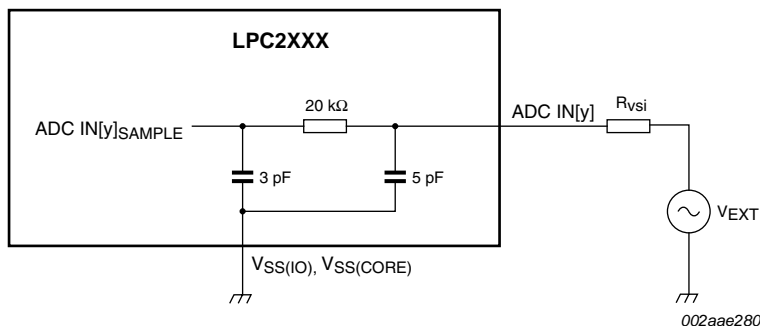 LPC2XXX
20 kΩ
ADC IN[y]SAMPLE
ADC IN[y]
Rvsi
3 pF
5 pF
VEXT
VSS(IO), VSS(CORE)
002aae280